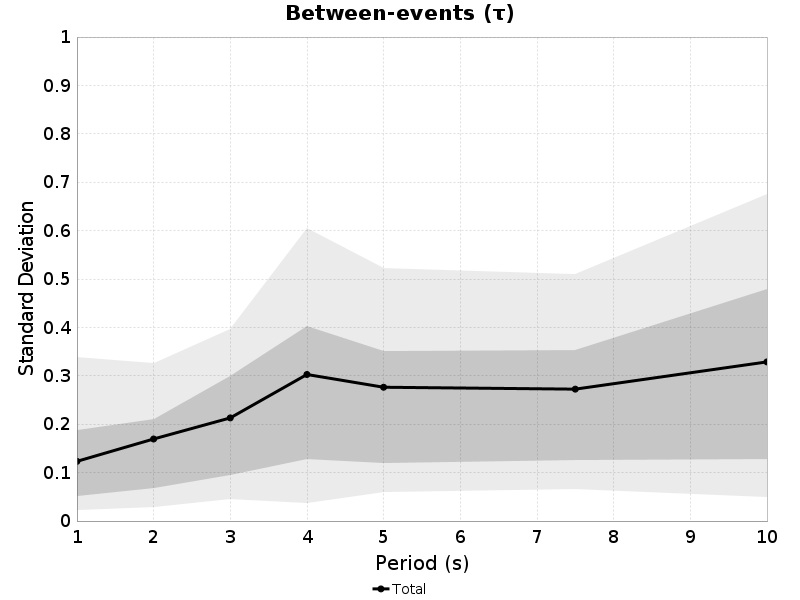 Between-events (τ)
1
0.9
0.8
0.7
0.6
0.5
0.4
0.3
0.2
0.1
0
Standard Deviation
1 2 3 4 5 6 7 8 9 10
Period (s)
Total